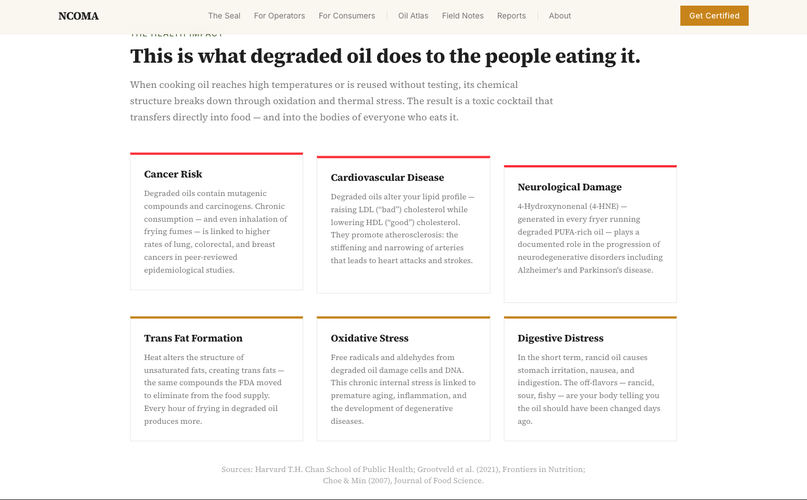 NCOMA
The Seal For Operators For Consumers Oil Atlas Field Notes Reports About
Get Certified
THE HEALTH IMPACT
This is what degraded oil does to the people eating it.
When cooking oil reaches high temperatures or is reused without testing, its chemical
structure breaks down through oxidation and thermal stress. The result is a toxic cocktail that
transfers directly into food — and into the bodies of everyone who eats it.
Cancer Risk
Degraded oils contain mutagenic
compounds and carcinogens. Chronic
consumption — and even inhalation of
frying fumes — is linked to higher
rates of lung, colorectal, and breast
cancers in peer-reviewed
epidemiological studies.
Cardiovascular Disease
Degraded oils alter your lipid profile —
raising LDL (“bad”) cholesterol while
lowering HDL (“good”) cholesterol.
They promote atherosclerosis: the
stiffening and narrowing of arteries
that leads to heart attacks and strokes.
Neurological Damage
4-Hydroxynonenal (4-HNE) —
generated in every fryer running
degraded PUFA-rich oil — plays a
documented role in the progression of
neurodegenerative disorders including
Alzheimer's and Parkinson's disease.
Trans Fat Formation
Heat alters the structure of
unsaturated fats, creating trans fats —
the same compounds the FDA moved
to eliminate from the food supply.
Every hour of frying in degraded oil
produces more.
Oxidative Stress
Free radicals and aldehydes from
degraded oil damage cells and DNA.
This chronic internal stress is linked to
premature aging, inflammation, and
the development of degenerative
diseases.
Digestive Distress
In the short term, rancid oil causes
stomach irritation, nausea, and
indigestion. The off-flavors — rancid,
sour, fishy — are your body telling you
the oil should have been changed days
ago.
Sources: Harvard T.H. Chan School of Public Health; Grootveld et al. (2021), Frontiers in Nutrition;
Choe & Min (2007), Journal of Food Science.